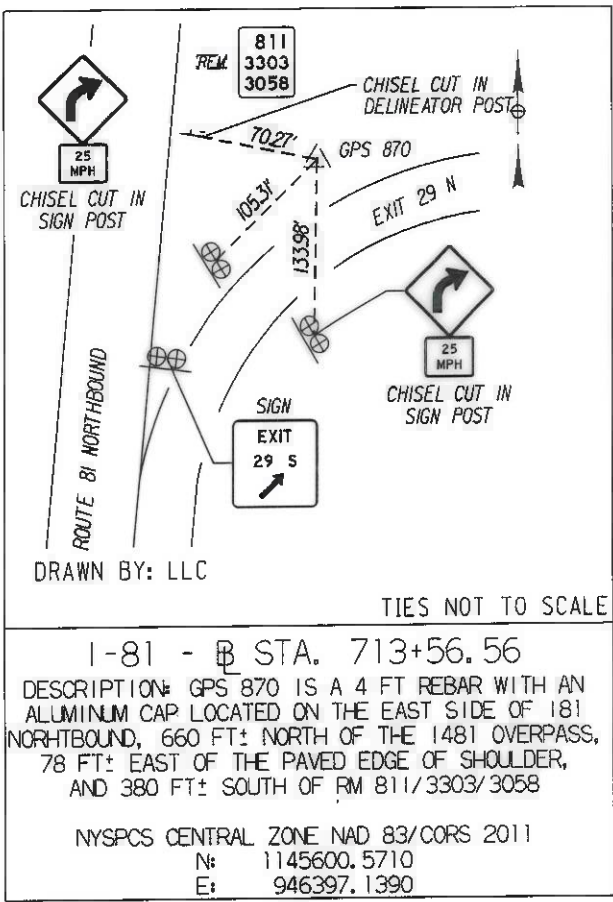 811
REM 3303
3058
CHISEL CUT IN
DELINEATOR POST
25
MPH
CHISEL CUT IN
SIGN POST
70.27'
GPS 870
105.31'
133.98'
EXIT 29 N
25
MPH
CHISEL CUT IN
SIGN POST
SIGN
EXIT
29 S
ROUTE 81 NORTHBOUND
DRAWN BY: LLC
TIES NOT TO SCALE
I-81 - BL STA. 713+56.56
DESCRIPTION: GPS 870 IS A 4 FT REBAR WITH AN
ALUMINUM CAP LOCATED ON THE EAST SIDE OF I81
NORHTBOUND, 660 FT± NORTH OF THE I481 OVERPASS,
78 FT± EAST OF THE PAVED EDGE OF SHOULDER,
AND 380 FT± SOUTH OF RM 811/3303/3058
NYSPCS CENTRAL ZONE NAD 83/CORS 2011
N: 1145600.5710
E: 946397.1390